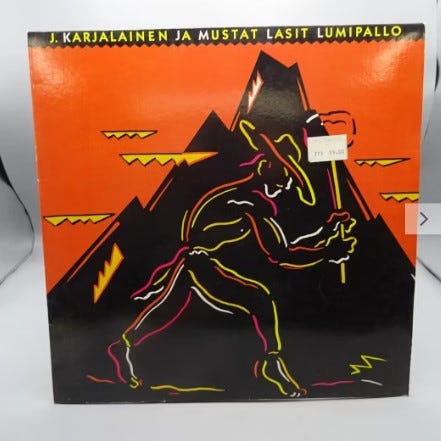 J. KARJALAINEN JA MUSTAT LASIT LUMIPALLO